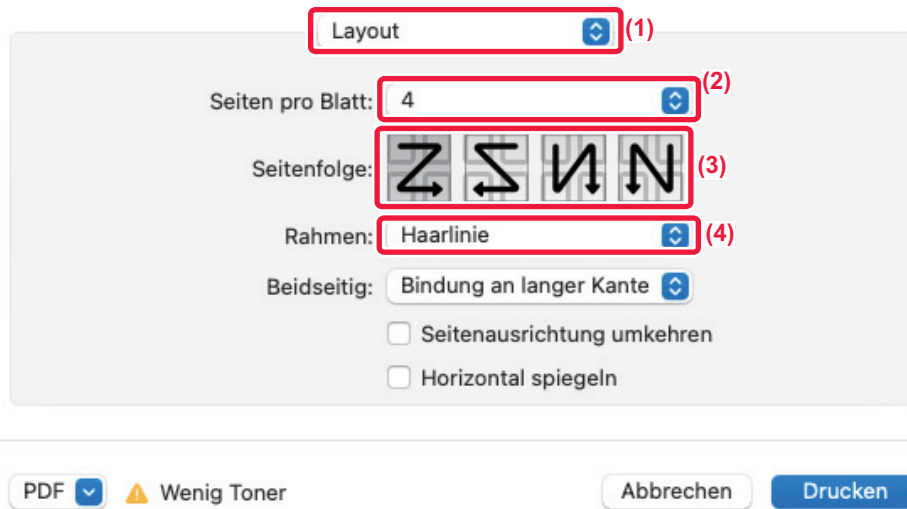 Layout (1)
Seiten pro Blatt: 4 (2)
Seitenfolge: (3)
Rahmen: Haarlinie (4)
Beidseitig: Bindung an langer Kante
Seitenausrichtung umkehren
Horizontal spiegeln
PDF Wenig Toner Abbrechen Drucken